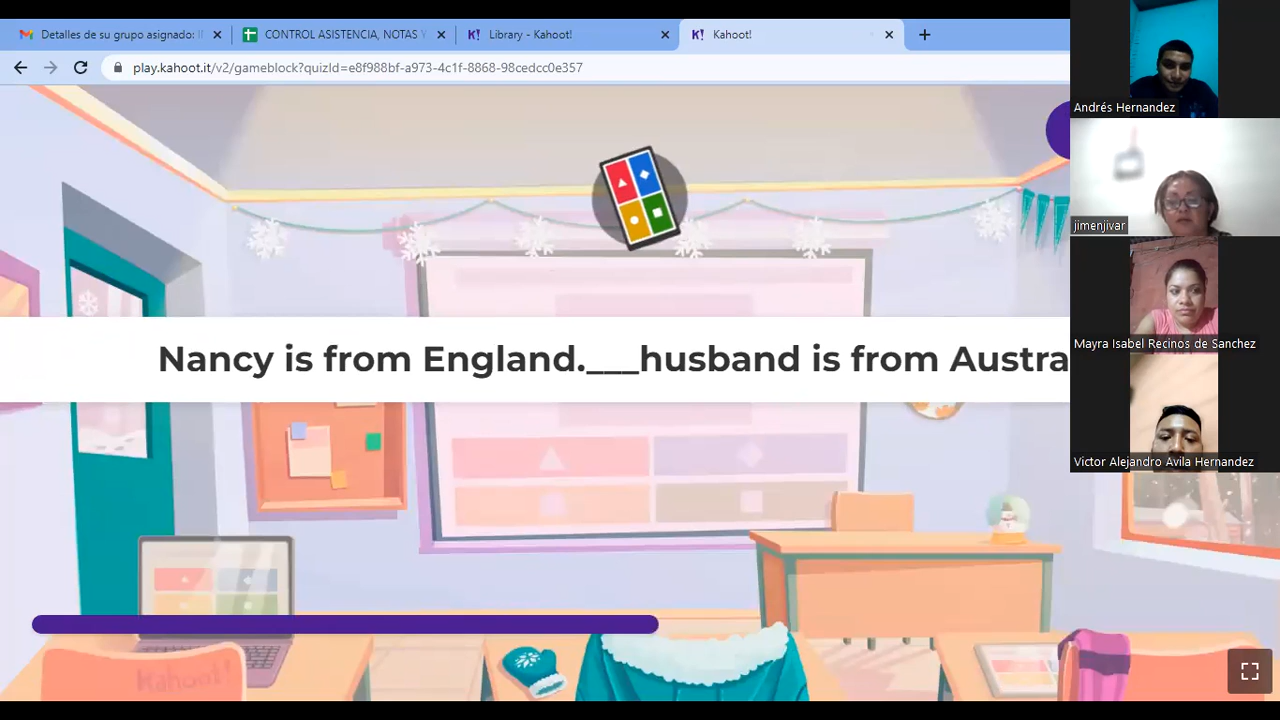 Detalles de su grupo asignado: I
CONTROL ASISTENCIA, NOTAS Y
K! Library - Kahoot!
K! Kahoot!
play.kahoot.it/v2/gameblock?quizId=e8f988bf-a973-4c1f-8f68-98cedcc0e357
Nancy is from England.___husband is from Austra
Kahoot!
Andrés Hernandez
jimenjivar
Mayra Isabel Recinos de Sanchez
Victor Alejandro Avila Hernandez